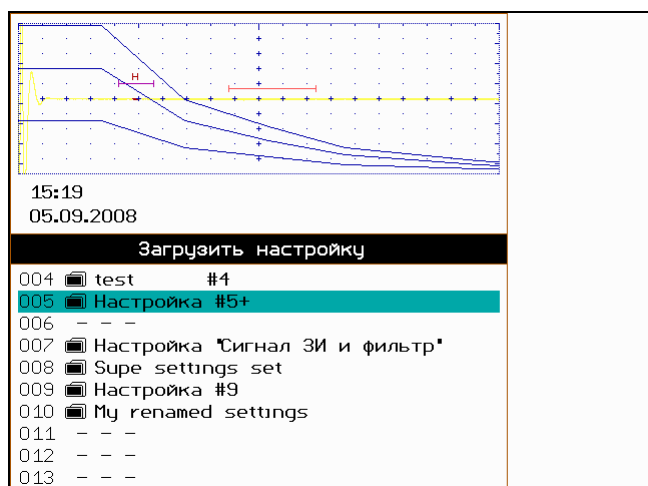 H
15:19
05.09.2008
Загрузить настройку
004 test #4
005 Настройка #5+
006 - - -
007 Настройка "Сигнал ЗИ и фильтр"
008 Supe settings set
009 Настройка #9
010 My renamed settings
011 - - -
012 - - -
013 - - -